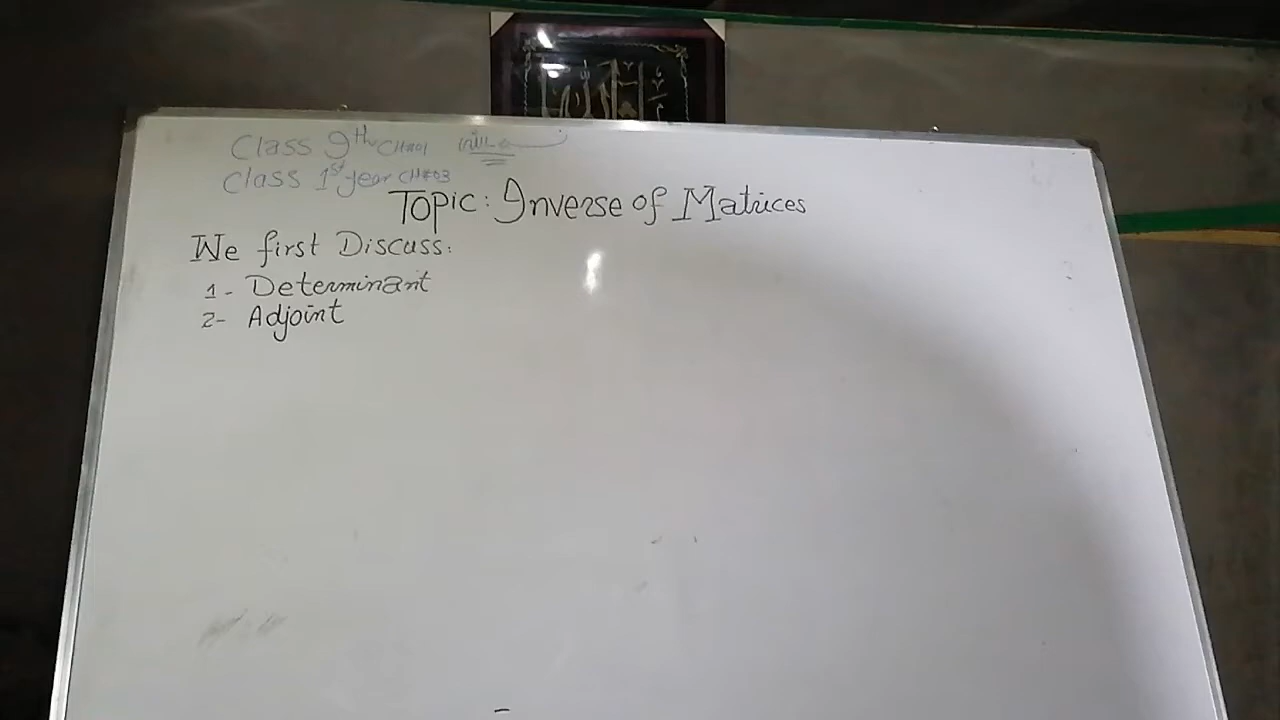 Class 9th CH#01
Class 1st year CH#03
Topic: Inverse of Matrices
We first Discuss:
1- Determinant
2- Adjoint